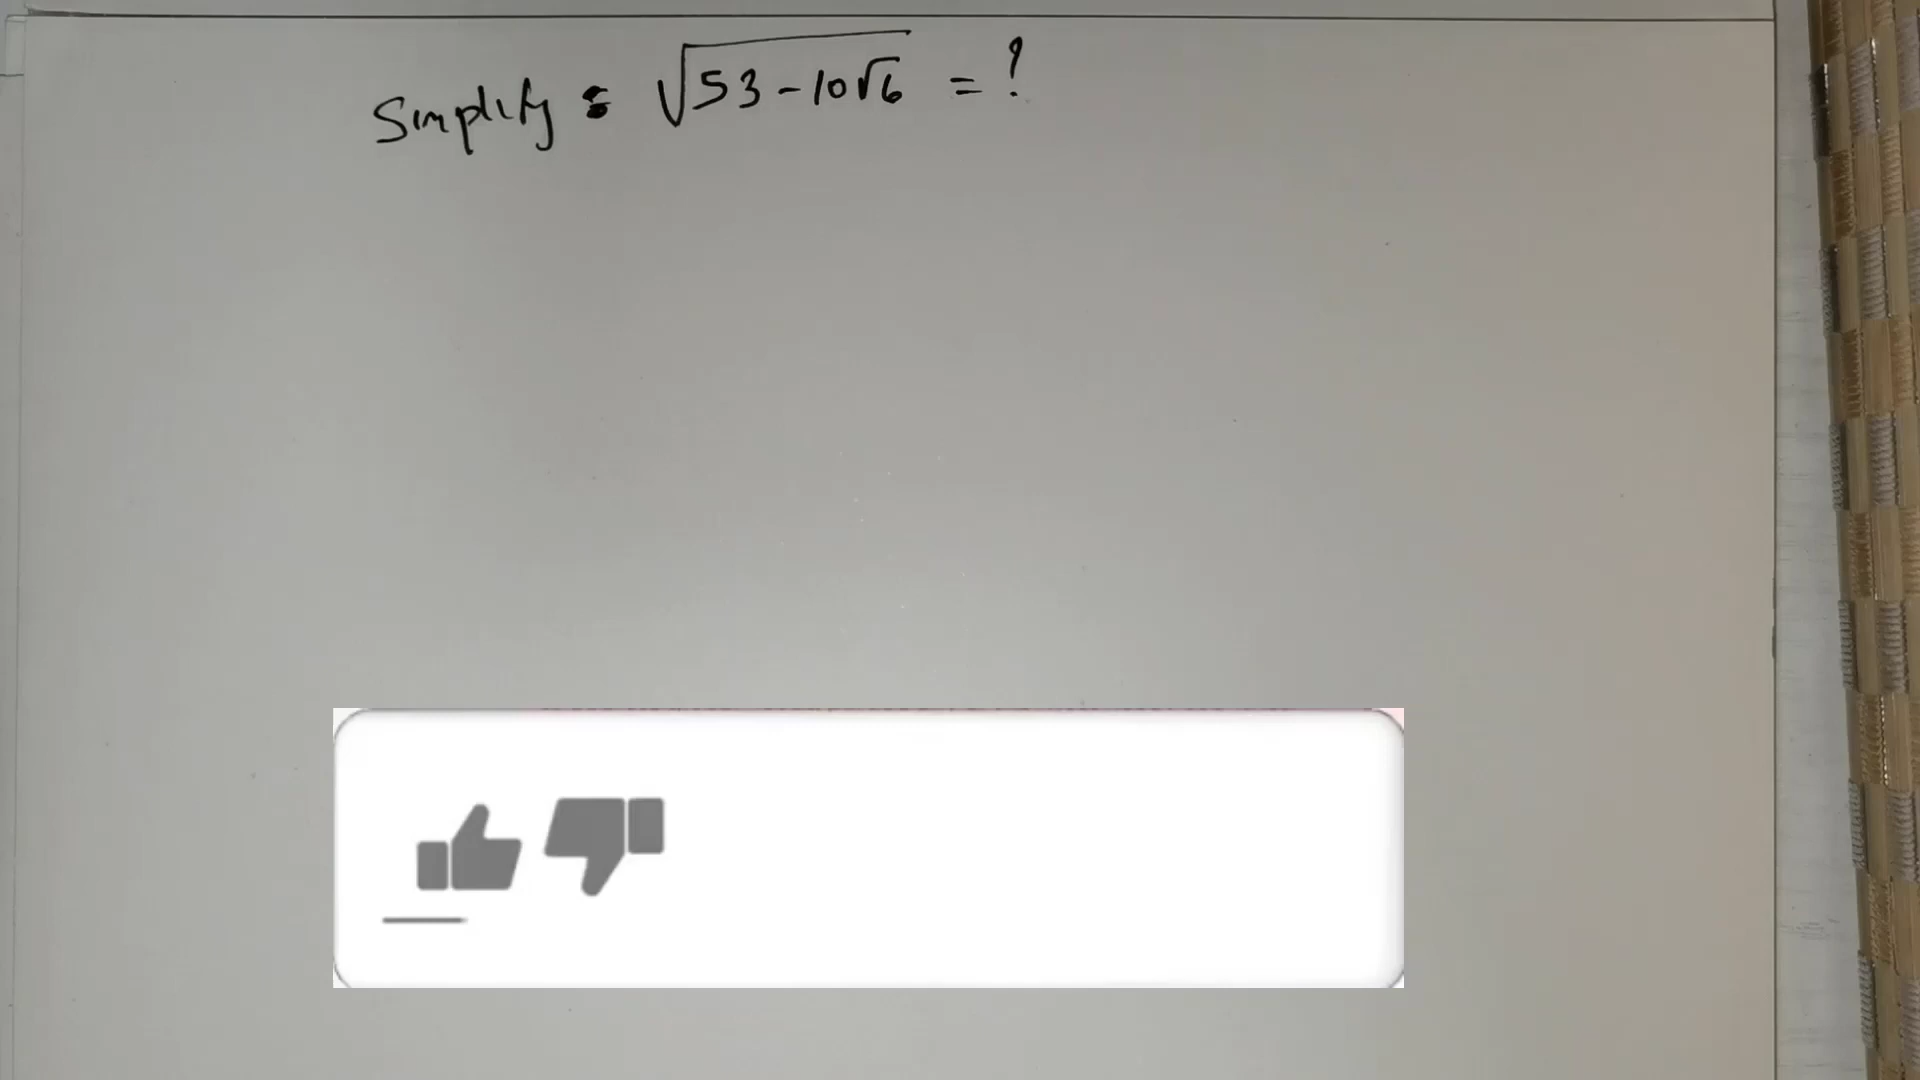 Simplify : √53-10√6 = ?